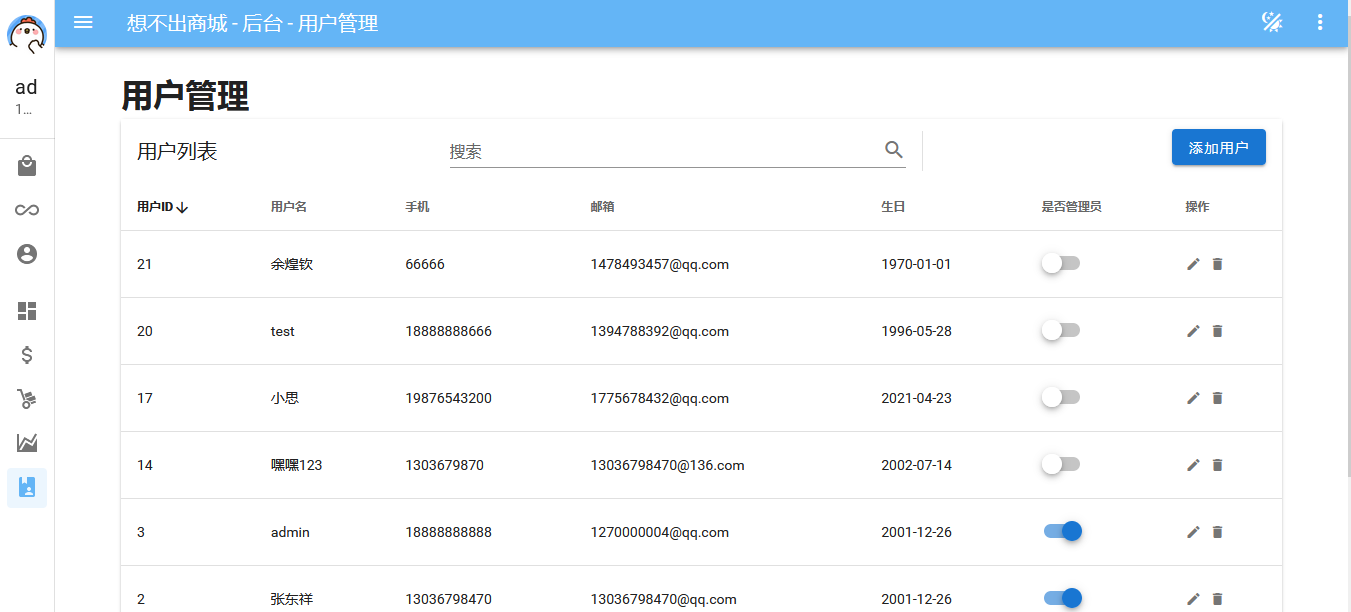 想不出商城 - 后台 - 用户管理
ad
1...
用户管理
用户列表 搜索 添加用户
用户ID 用户名 手机 邮箱 生日 是否管理员 操作
21 余煌钦 66666 1478493457@qq.com 1970-01-01
20 test 18888888666 1394788392@qq.com 1996-05-28
17 小思 19876543200 1775678432@qq.com 2021-04-23
14 嘿嘿123 1303679870 13036798470@136.com 2002-07-14
3 admin 18888888888 1270000004@qq.com 2001-12-26
2 张东祥 13036798470 13036798470@qq.com 2001-12-26